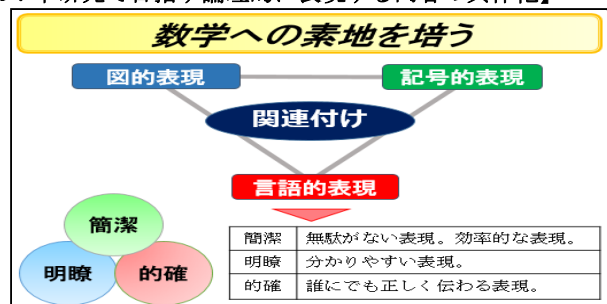 数学への素地を培う
図的表現
記号的表現
関連付け
言語的表現
簡潔
明瞭
的確
簡潔 無駄がない表現。効率的な表現。
明瞭 分かりやすい表現。
的確 誰にでも正しく伝わる表現。